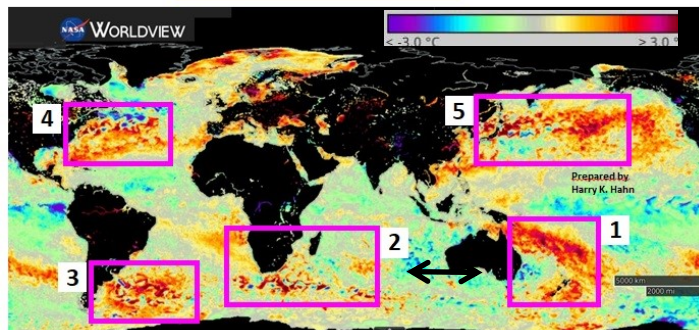 NASA WORLDVIEW
< -3.0 °C > 3.0 °
4
5
Prepared by
Harry K. Hahn
2
1
3
5000 km
2000 mi